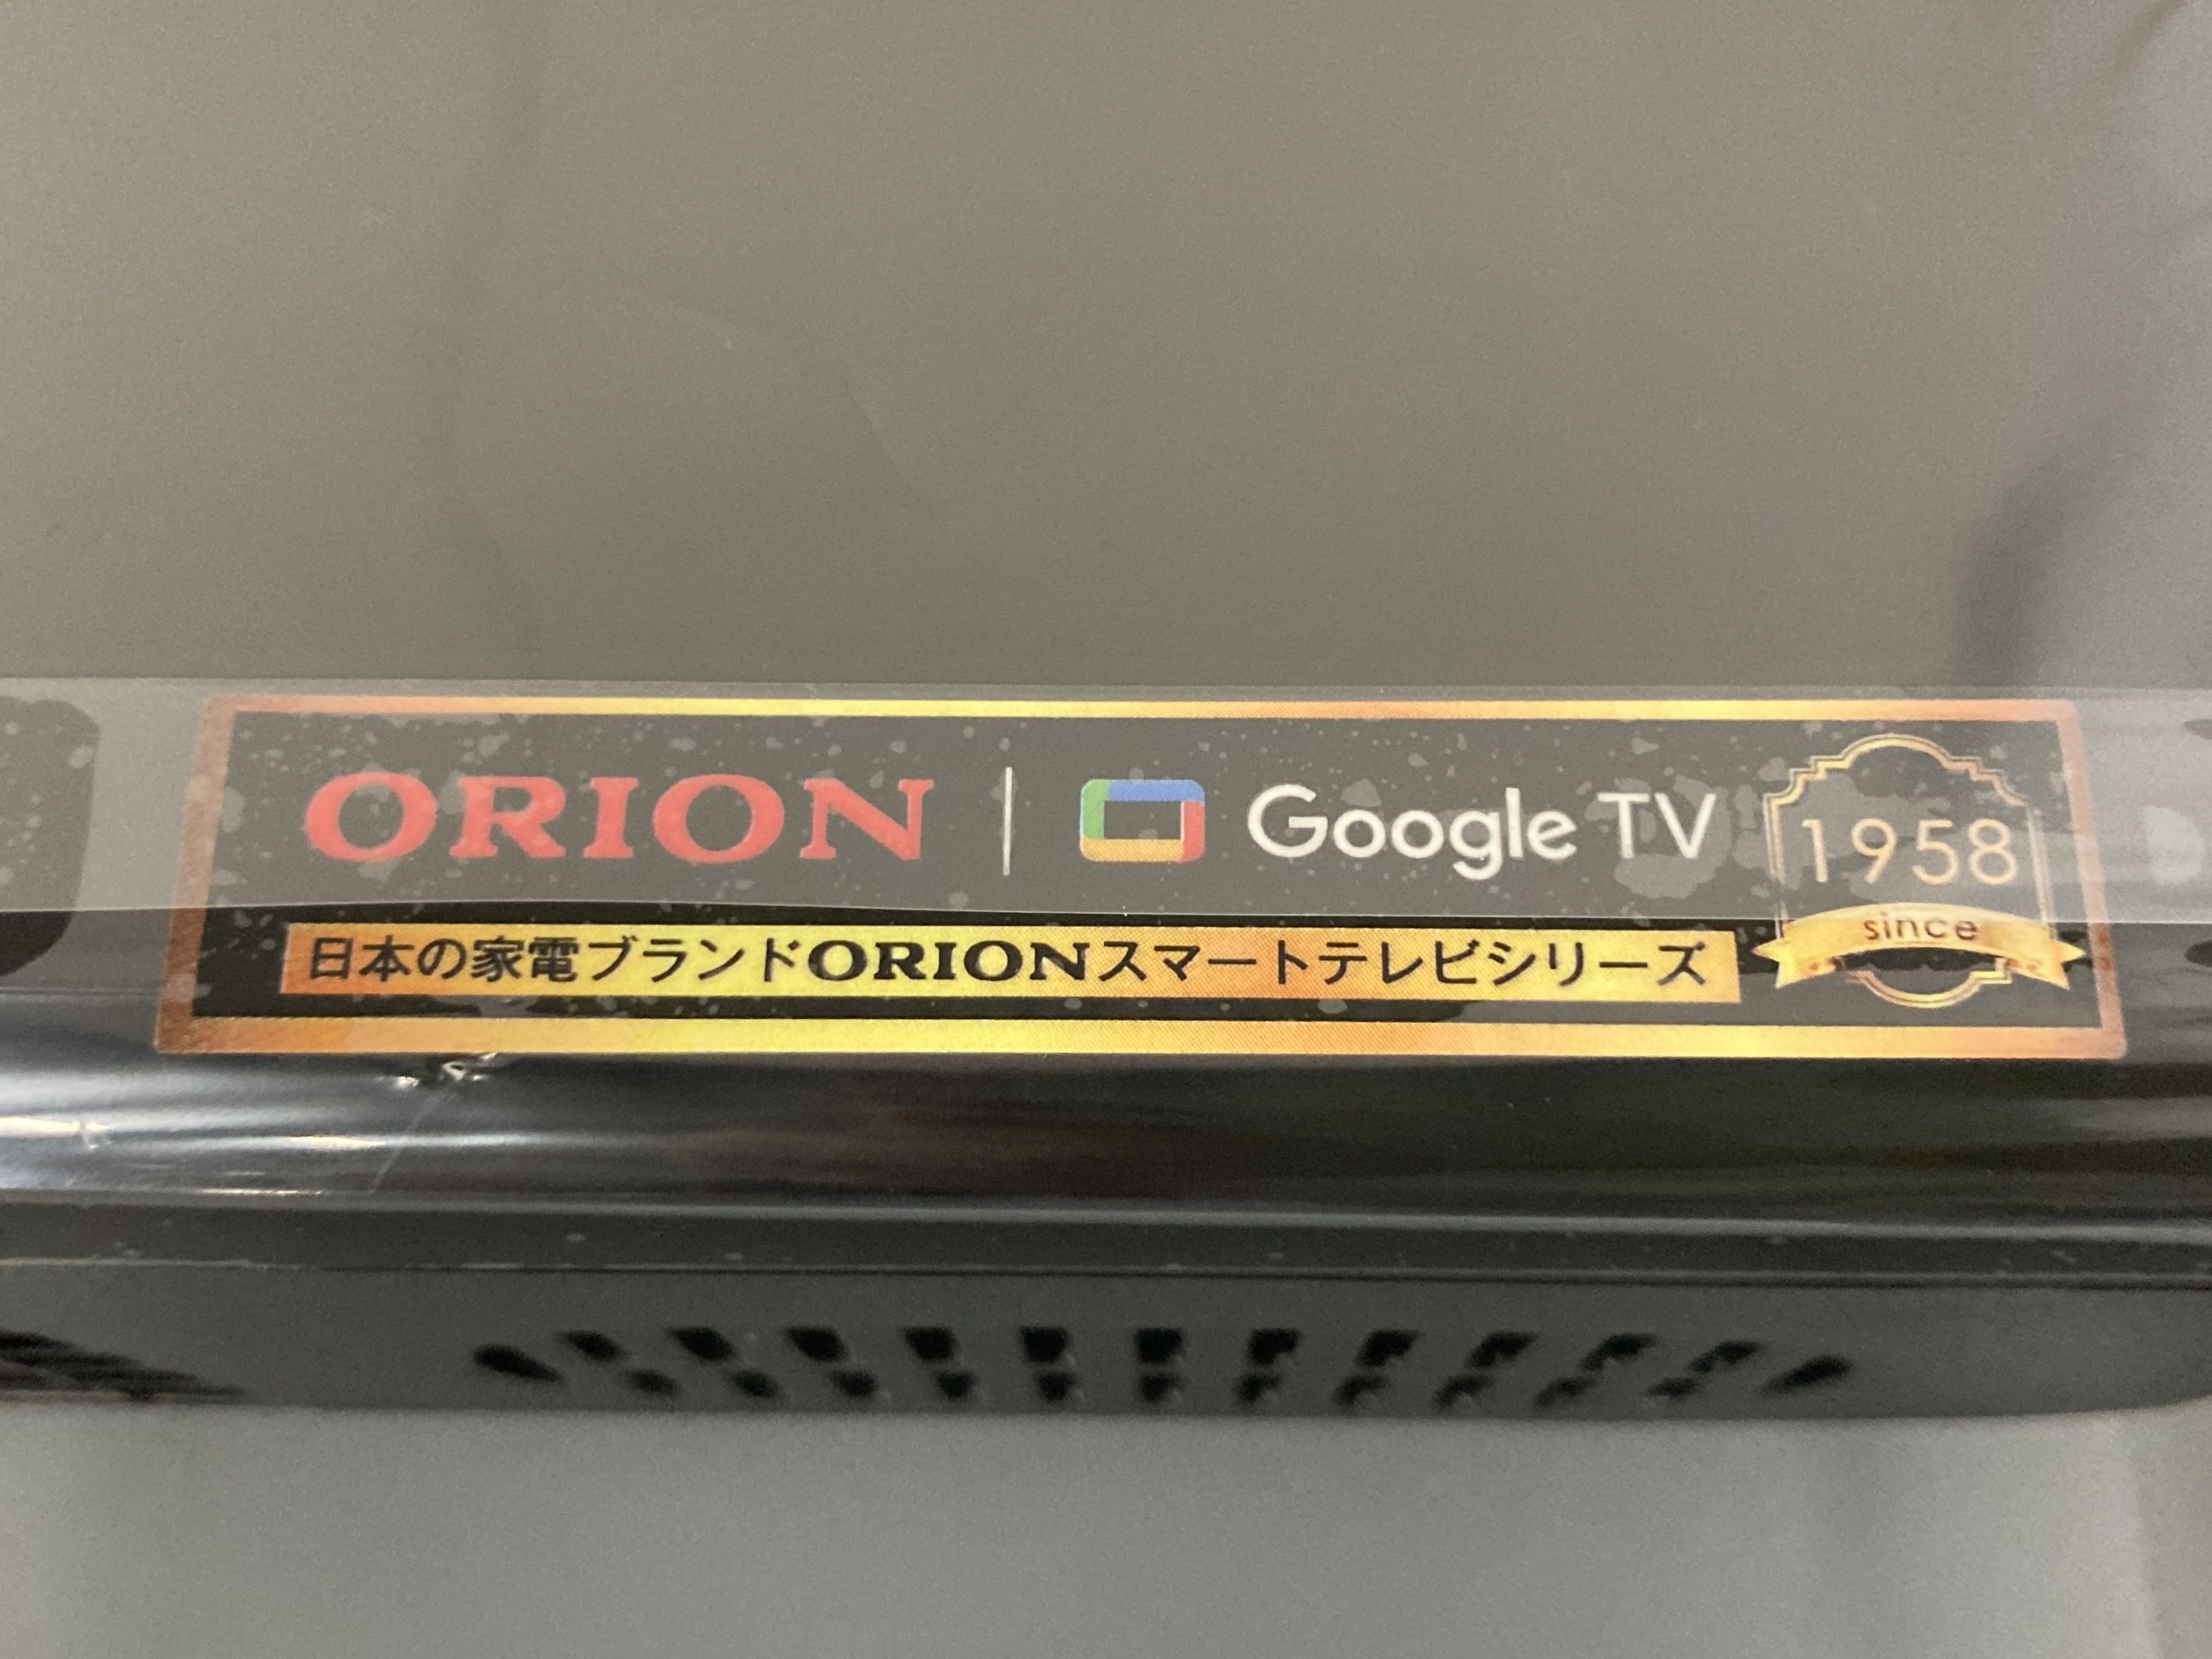 ORION | Google TV
1958
since
日本の家電ブランドORIONスマートテレビシリーズ